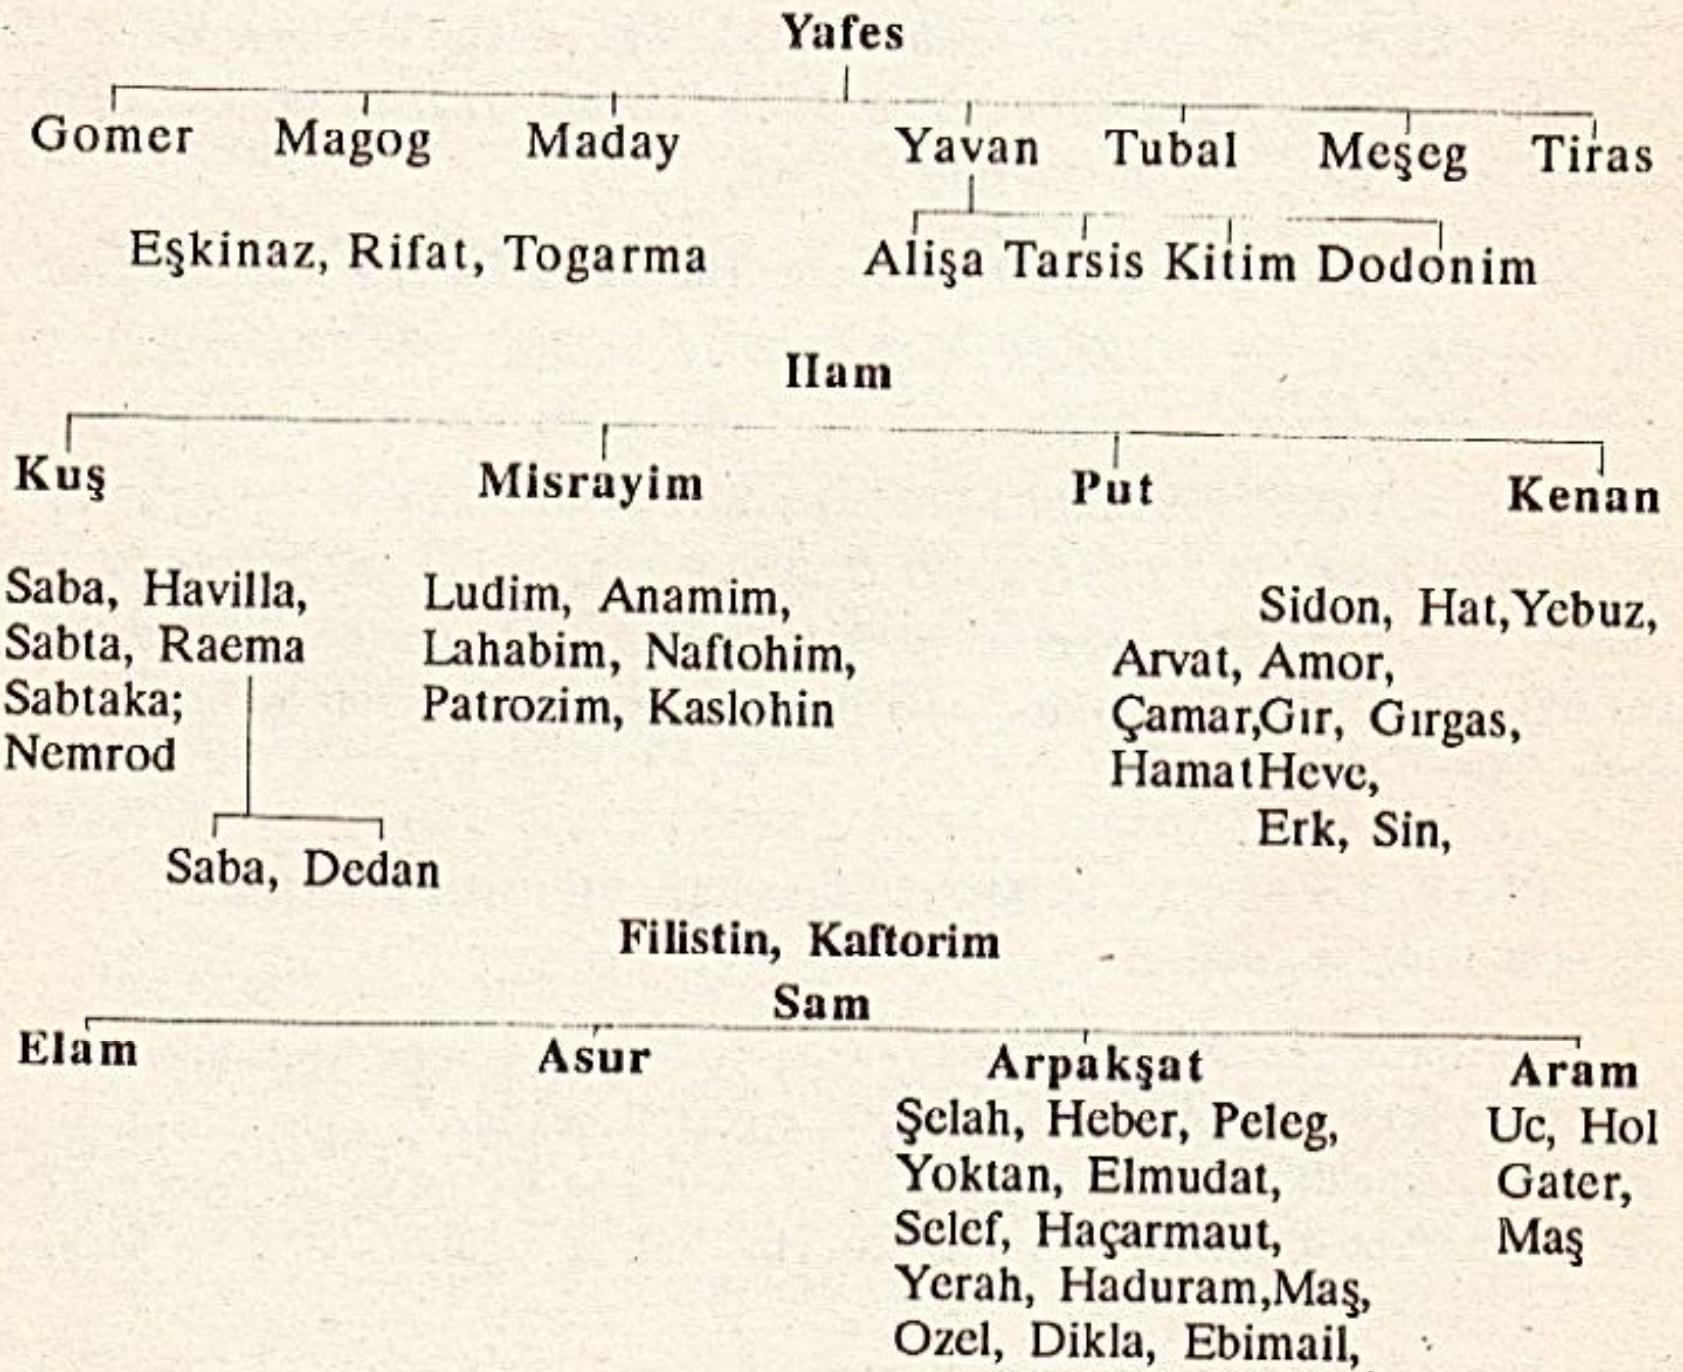 Yafes
Gomer Magog Maday Yavan Tubal Meşeg Tiras
Eşkinaz, Rifat, Togarma Alişa Tarsis Kitim Dodonim
Ham
Kuş Misrayim Put Kenan
Saba, Havilla, Ludim, Anamim, Sidon, Hat,Yebuz,
Sabta, Raema Lahabim, Naftohim, Arvat, Amor,
Sabtaka; Patrozim, Kaslohin Çamar,Gır, Gırgas,
Nemrod HamatHeve,
Erk, Sin,
Saba, Dedan
Filistin, Kaftorim
Sam
Elam Asur Arpakşat Aram
Şelah, Heber, Peleg, Uc, Hol
Yoktan, Elmudat, Gater,
Selef, Haçarmaut, Maş
Yerah, Haduram,Maş,
Ozel, Dikla, Ebimail,